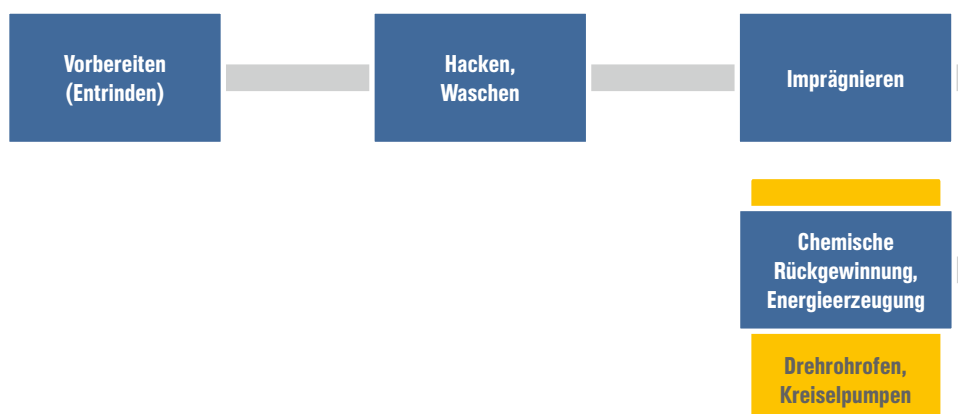 Vorbereiten
(Entrinden)
Hacken,
Waschen
Imprägnieren
Chemische
Rückgewinnung,
Energieerzeugung
Drehrohrofen,
Kreiselpumpen